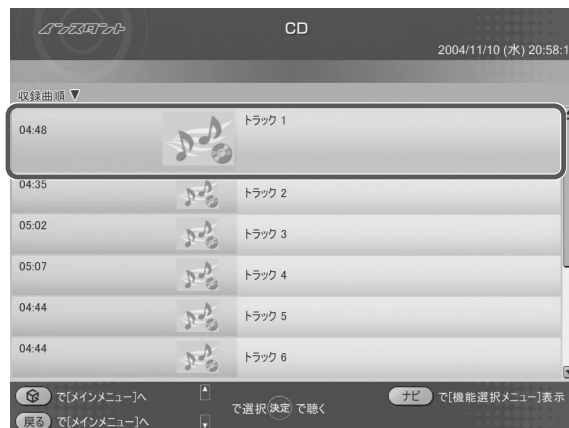 インスタント
CD
2004/11/10 (水) 20:58:1
収録曲順 ▼
04:48 トラック 1
04:35 トラック 2
05:02 トラック 3
05:07 トラック 4
04:44 トラック 5
04:44 トラック 6
で[メインメニュー]へ
で選択 決定 で聴く
ナビ で[機能選択メニュー]表示
戻る で[メインメニュー]へ